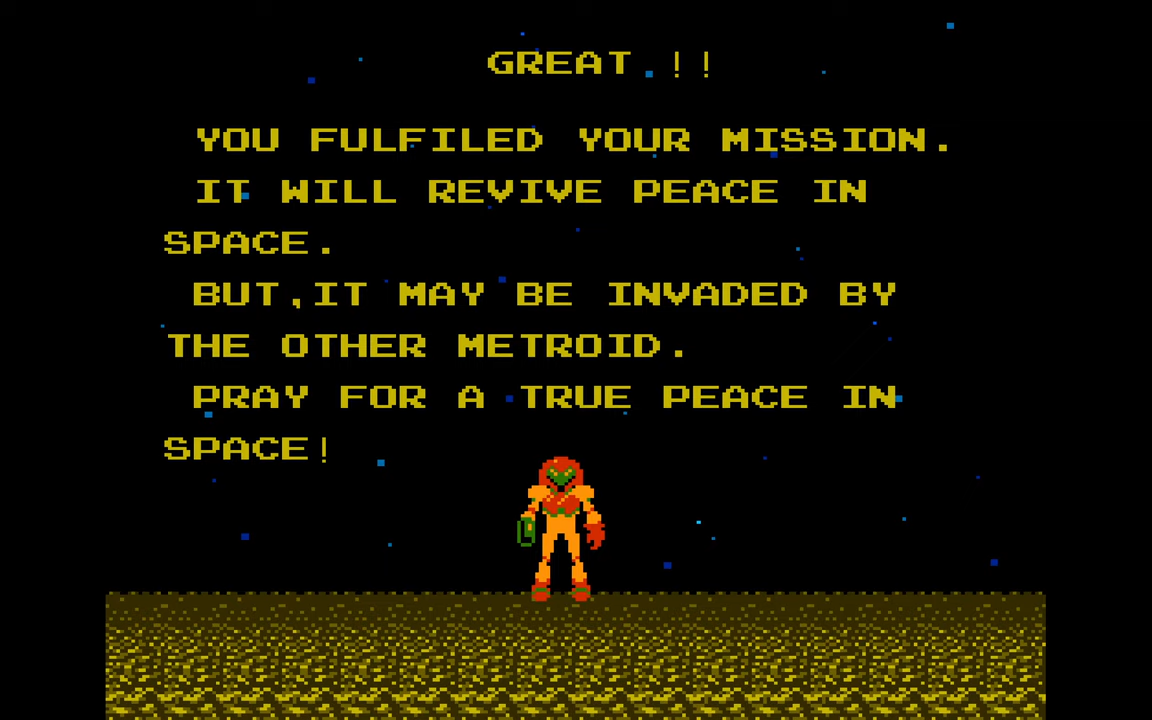 GREAT !!
YOU FULFILED YOUR MISSION.
IT WILL REVIVE PEACE IN
SPACE.
BUT,IT MAY BE INVADED BY
THE OTHER METROID.
PRAY FOR A TRUE PEACE IN
SPACE!